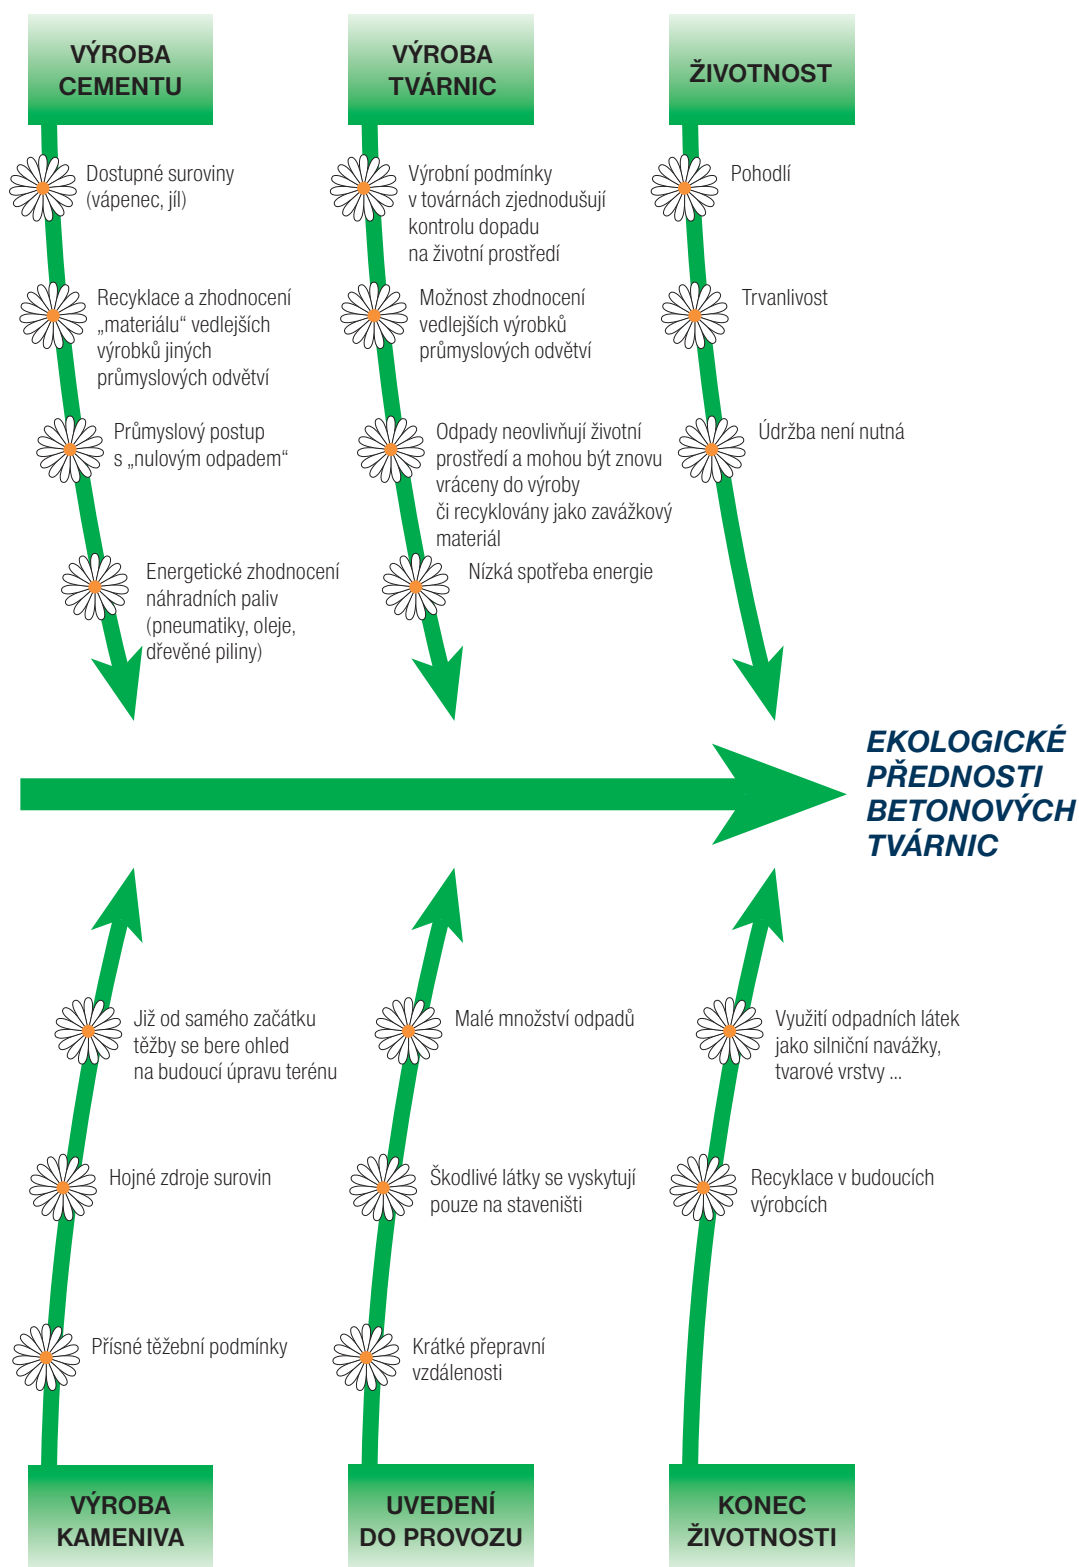 VÝROBA
CEMENTU
Dostupné suroviny
(vápenec, jíl)
Recyklace a zhodnocení
„materiálu“ vedlejších
výrobků jiných
průmyslových odvětví
Průmyslový postup
s „nulovým odpadem“
Energetické zhodnocení
náhradních paliv
(pneumatiky, oleje,
dřevěné piliny)
VÝROBA
TVÁRNIC
Výrobní podmínky
v továrnách zjednodušují
kontrolu dopadu
na životní prostředí
Možnost zhodnocení
vedlejších výrobků
průmyslových odvětví
Odpady neovlivňují životní
prostředí a mohou být znovu
vráceny do výroby
či recyklovány jako zavážkový
materiál
Nízká spotřeba energie
ŽIVOTNOST
Pohodlí
Trvanlivost
Údržba není nutná
EKOLOGICKÉ
PŘEDNOSTI
BETONOVÝCH
TVÁRNIC
Již od samého začátku
těžby se bere ohled
na budoucí úpravu terénu
Hojné zdroje surovin
Přísné těžební podmínky
VÝROBA
KAMENIVA
Malé množství odpadů
Škodlivé látky se vyskytují
pouze na staveništi
Krátké přepravní
vzdálenosti
UVEDENÍ
DO PROVOZU
Využití odpadních látek
jako silniční navážky,
tvarové vrstvy ...
Recyklace v budoucích
výrobcích
KONEC
ŽIVOTNOSTI